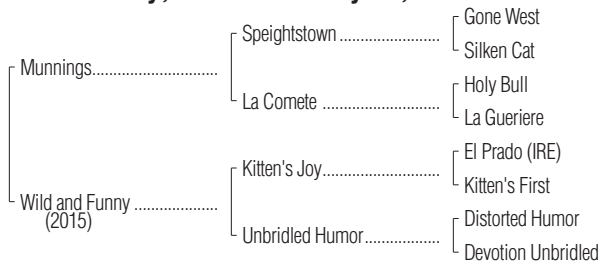 Gone West
Speightstown
Silken Cat
Munnings
Holy Bull
La Comete
La Gueriere
El Prado (IRE)
Kitten's Joy
Kitten's First
Wild and Funny
(2015)
Distorted Humor
Unbridled Humor
Devotion Unbridled